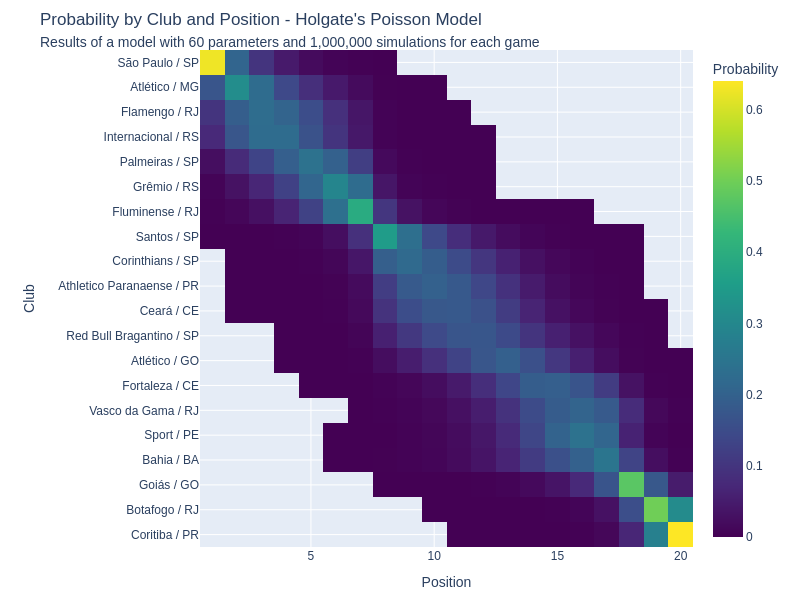 Probability by Club and Position - Holgate's Poisson Model
Results of a model with 60 parameters and 1,000,000 simulations for each game
Probability
São Paulo / SP
Atlético / MG
Flamengo / RJ
Internacional / RS
Palmeiras / SP
Grêmio / RS
Fluminense / RJ
Santos / SP
Corinthians / SP
Athletico Paranaense / PR
Ceará / CE
Red Bull Bragantino / SP
Atlético / GO
Fortaleza / CE
Vasco da Gama / RJ
Sport / PE
Bahia / BA
Goiás / GO
Botafogo / RJ
Coritiba / PR
Club
5
10
15
20
Position
0.6
0.5
0.4
0.3
0.2
0.1
0